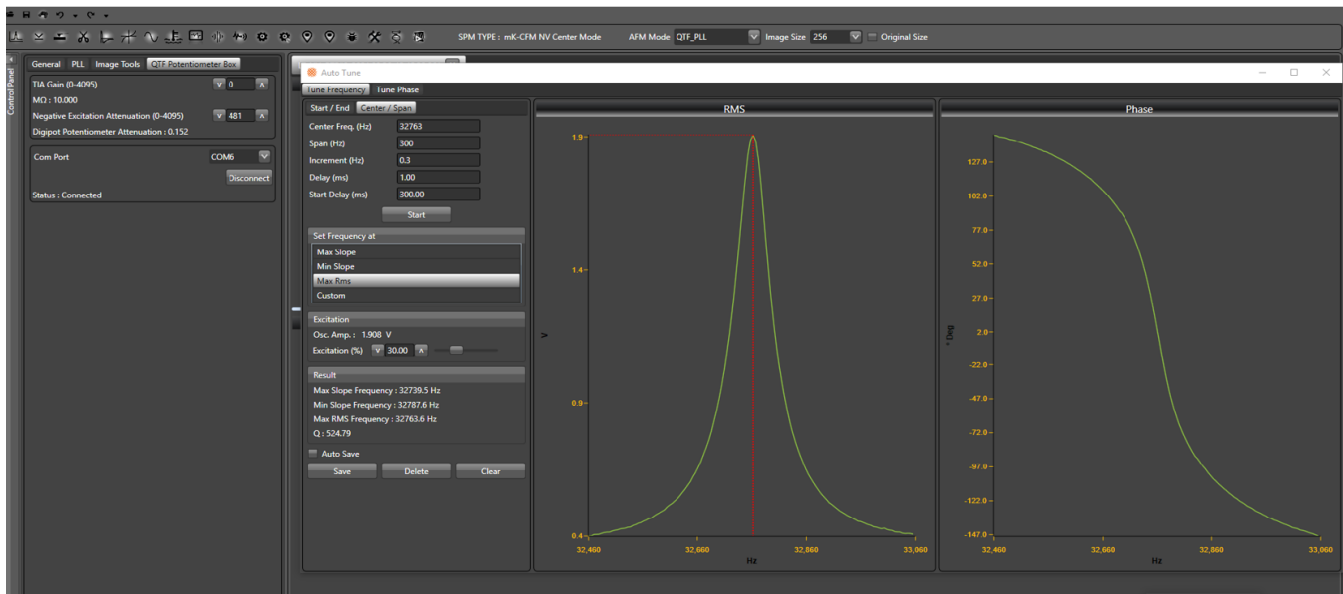 SPM TYPE : mK-CFM NV Center Mode AFM Mode QTF_PLL Image Size 256 Original Size
Control Panel
General PLL Image Tools QTF Potentiometer Box
TIA Gain (0-4095) 0
MΩ : 10.000
Negative Excitation Attenuation (0-4095) 481
Digipot Potentiometer Attenuation : 0.152
Com Port COM6
Disconnect
Status : Connected
Auto Tune
Tune Frequency Tune Phase
Start / End Center / Span
Center Freq. (Hz) 32763
Span (Hz) 300
Increment (Hz) 0.3
Delay (ms) 1.00
Start Delay (ms) 300.00
Start
Set Frequency at
Max Slope
Min Slope
Max Rms
Custom
Excitation
Osc. Amp. : 1.908 V
Excitation (%) 30.00
Result
Max Slope Frequency : 32739.5 Hz
Min Slope Frequency : 32787.6 Hz
Max RMS Frequency : 32763.6 Hz
Q : 524.79
Auto Save
Save Delete Clear
RMS
1.9
1.4
V
0.9
0.4
32,460 32,660 32,860 33,060
Hz
Phase
127.0
102.0
77.0
52.0
27.0
2.0
° Deg
-22.0
-47.0
-72.0
-97.0
-122.0
-147.0
32,460 32,660 32,860 33,060
Hz